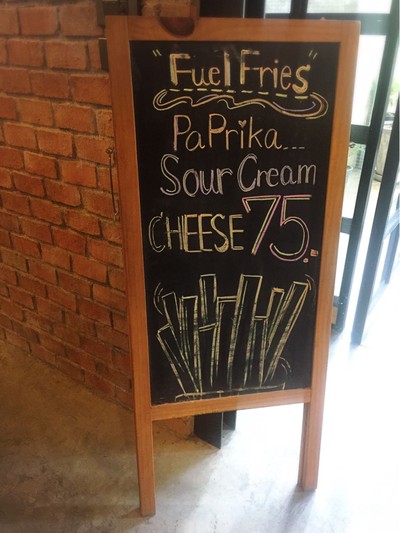 "Fuel Fries"
PaPrika...
Sour Cream
CHEESE 75.-